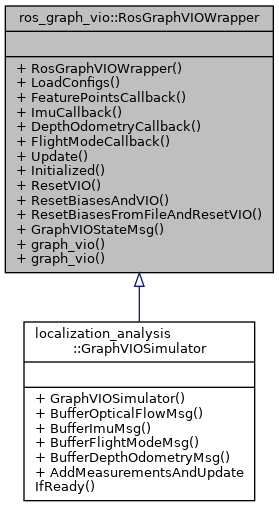 ros_graph_vio::RosGraphVIOWrapper
+ RosGraphVIOWrapper()
+ LoadConfigs()
+ FeaturePointsCallback()
+ ImuCallback()
+ DepthOdometryCallback()
+ FlightModeCallback()
+ Update()
+ Initialized()
+ ResetVIO()
+ ResetBiasesAndVIO()
+ ResetBiasesFromFileAndResetVIO()
+ GraphVIOStateMsg()
+ graph_vio()
+ graph_vio()
localization_analysis
::GraphVIOSimulator
+ GraphVIOSimulator()
+ BufferOpticalFlowMsg()
+ BufferImuMsg()
+ BufferFlightModeMsg()
+ BufferDepthOdometryMsg()
+ AddMeasurementsAndUpdate
IfReady()